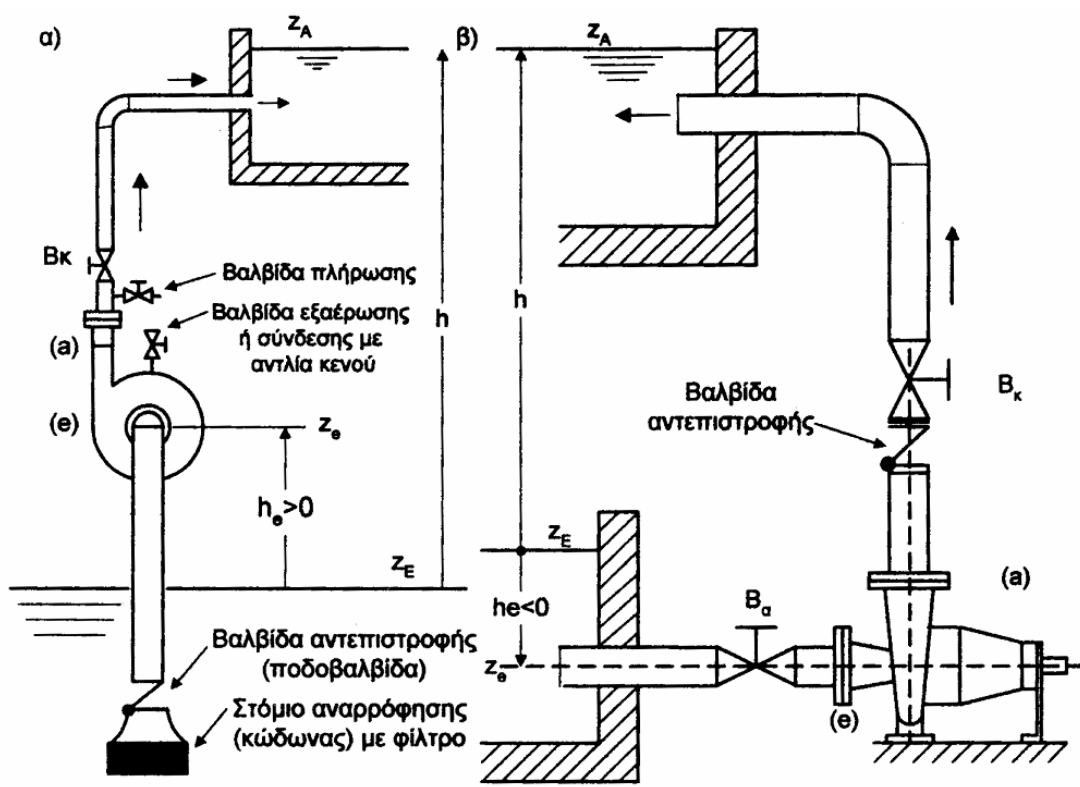 α)
z_A
Βκ
Βαλβίδα πλήρωσης
Βαλβίδα εξαέρωσης
ή σύνδεσης με
αντλία κενού
(a)
(e)
z_e
h_e>0
h
z_E
Βαλβίδα αντεπιστροφής
(ποδοβαλβίδα)
Στόμιο αναρρόφησης
(κώδωνας) με φίλτρο
β)
z_A
h
Βαλβίδα
αντεπιστροφής
B_κ
z_E
he<0
B_α
(a)
z_e
(e)